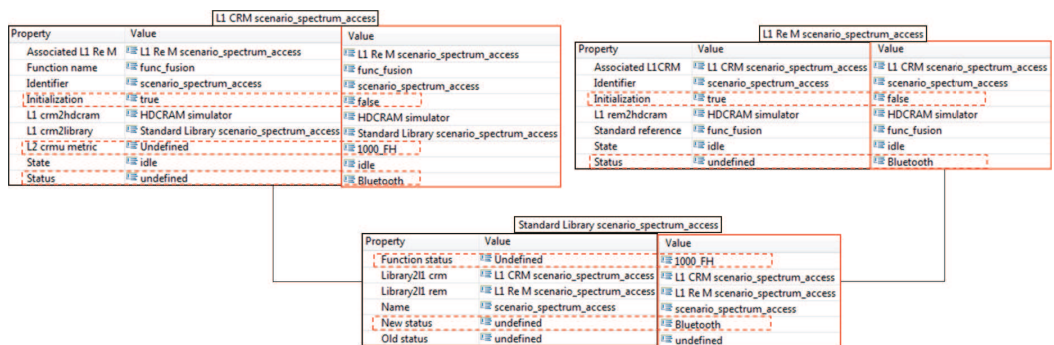 L1 CRM scenario_spectrum_access
Property Value Value
Associated L1 Re M L1 Re M scenario_spectrum_access L1 Re M scenario_spectrum_access
Function name func_fusion func_fusion
Identifier scenario_spectrum_access scenario_spectrum_access
Initialization true false
L1 crm2hdcram HDCRAM simulator HDCRAM simulator
L1 crm2library Standard Library scenario_spectrum_access Standard Library scenario_spectrum_access
L2 crmu metric Undefined 1000_FH
State idle idle
Status undefined Bluetooth
L1 Re M scenario_spectrum_access
Property Value Value
Associated L1CRM L1 CRM scenario_spectrum_access L1 CRM scenario_spectrum_access
Identifier scenario_spectrum_access scenario_spectrum_access
Initialization true false
L1 rem2hdcram HDCRAM simulator HDCRAM simulator
Standard reference func_fusion func_fusion
State idle idle
Status undefined Bluetooth
Standard Library scenario_spectrum_access
Property Value Value
Function status Undefined 1000_FH
Library2l1 crm L1 CRM scenario_spectrum_access L1 CRM scenario_spectrum_access
Library2l1 rem L1 Re M scenario_spectrum_access L1 Re M scenario_spectrum_access
Name scenario_spectrum_access scenario_spectrum_access
New status undefined Bluetooth
Old status undefined undefined